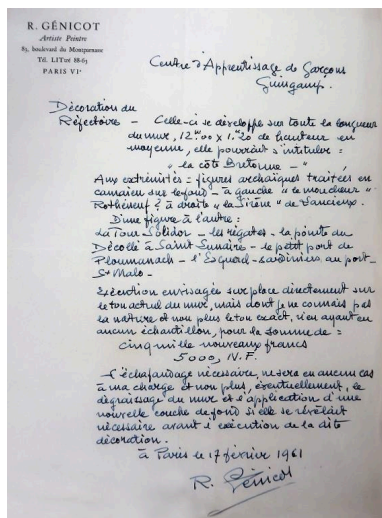 R. GÉNICOT
Artiste Peintre
83, boulevard du Montparnasse
Tél. LITtré 88-63
PARIS VIe
Centre d'Apprentissage de Garçons
Guingamp.
Décoration du
Réfectoire – Celle-ci se développe sur toute la longueur
du mur, 12m00 x 1m20 de hauteur en
moyenne, elle pourrait s'intituler :
" la côte Bretonne – "
Aux extrémités : figures archaïques traitées en
camaïeu sur le fond – à gauche " le
Rothéneuf & à droite " la Sirène " de Lancieux.
D'une figure à l'autre :
La Tour Solidor – les régates – la pointe du
Décollé à Saint Lunaire – le petit port de
Ploumanach – l'Esqueid – sardiniers au port
St Malo –
Exécution envisagée sur place directement sur
le ton actuel du mur, mais dont je ne connais pas
la nature et non plus le ton exact, n'en ayant eu
aucun échantillon, pour la somme de :
cinq mille nouveaux francs
5000, N.F.
L'échafaudage nécessaire, ne sera en aucun cas
à ma charge et non plus, éventuellement, le
dégraissage du mur et l'application d'une
nouvelle couche de fond si elle se révélait
nécessaire avant l'exécution de la dite
décoration.
à Paris le 17 février 1961
R. Génicot